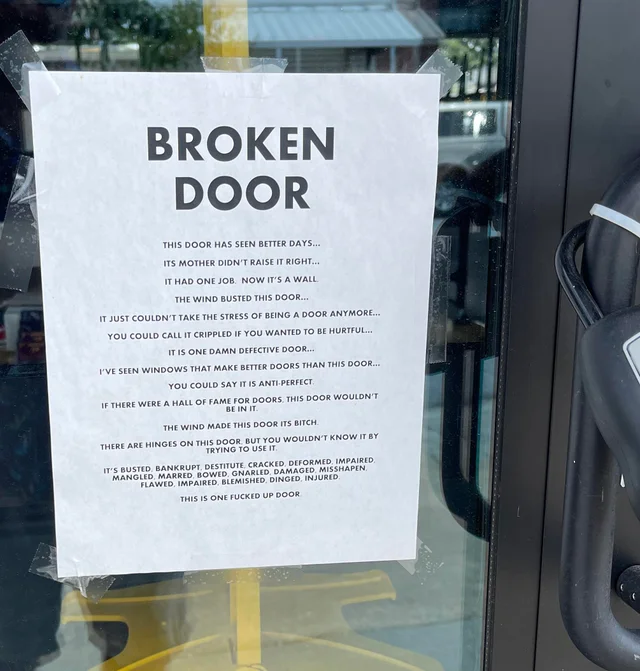 BROKEN
DOOR
THIS DOOR HAS SEEN BETTER DAYS...
ITS MOTHER DIDN'T RAISE IT RIGHT...
IT HAD ONE JOB. NOW IT'S A WALL.
THE WIND BUSTED THIS DOOR...
IT JUST COULDN'T TAKE THE STRESS OF BEING A DOOR ANYMORE...
YOU COULD CALL IT CRIPPLED IF YOU WANTED TO BE HURTFUL...
IT IS ONE DAMN DEFECTIVE DOOR...
I'VE SEEN WINDOWS THAT MAKE BETTER DOORS THAN THIS DOOR...
YOU COULD SAY IT IS ANTI-PERFECT.
IF THERE WERE A HALL OF FAME FOR DOORS, THIS DOOR WOULDN'T
BE IN IT.
THE WIND MADE THIS DOOR ITS BITCH.
THERE ARE HINGES ON THIS DOOR, BUT YOU WOULDN'T KNOW IT BY
TRYING TO USE IT.
IT'S BUSTED, BANKRUPT, DESTITUTE, CRACKED, DEFORMED, IMPAIRED,
MANGLED, MARRED, BOWED, GNARLED, DAMAGED, MISSHAPEN,
FLAWED, IMPAIRED, BLEMISHED, DINGED, INJURED.
THIS IS ONE FUCKED UP DOOR.